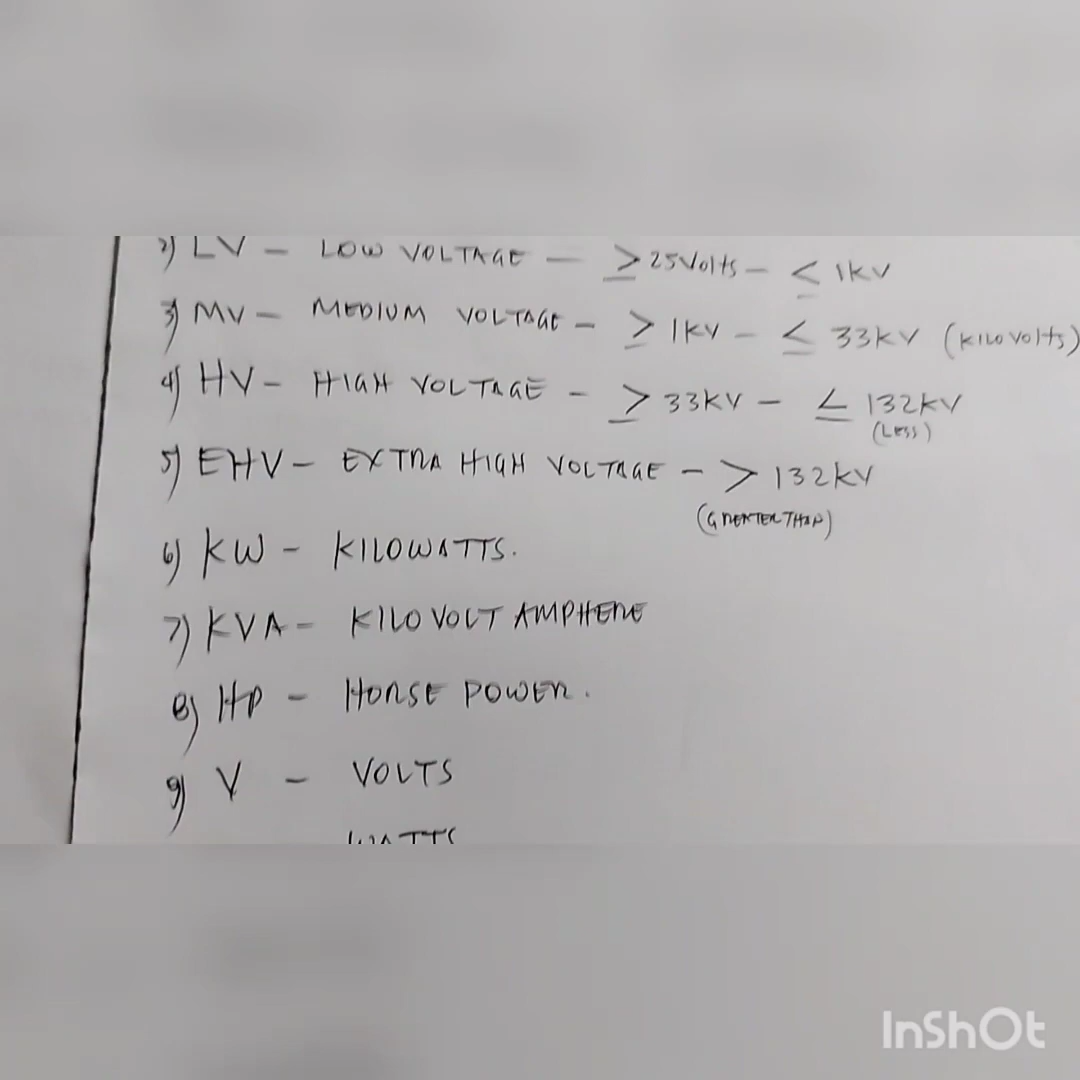 2) LV - LOW VOLTAGE - ≥ 25Volts - ≤ 1KV
3) MV - MEDIUM VOLTAGE - ≥ 1KV - ≤ 33KV (KILO VOLTS)
4) HV - HIGH VOLTAGE - ≥ 33KV - ≤ 132KV
(LESS)
5) EHV - EXTRA HIGH VOLTAGE - > 132KV
(GREATER THAN)
6) KW - KILOWATTS.
7) KVA - KILO VOLT AMPHERE
8) HP - HORSE POWER.
9) V - VOLTS
WATTS
InShOt